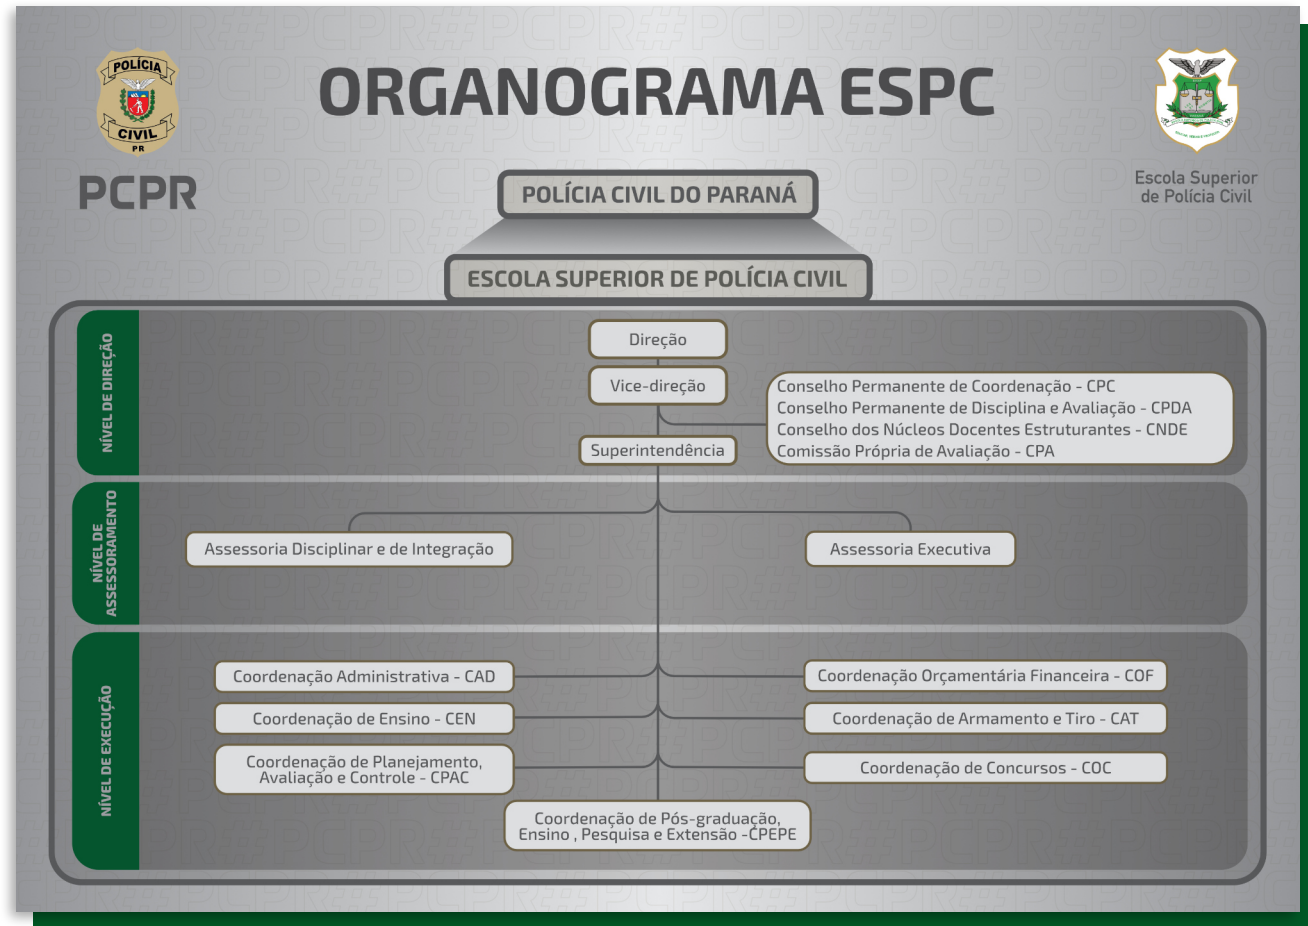 POLÍCIA
CIVIL
PR
PCPR
ORGANOGRAMA ESPC
Escola Superior
de Polícia Civil
POLÍCIA CIVIL DO PARANÁ
ESCOLA SUPERIOR DE POLÍCIA CIVIL
NÍVEL DE DIREÇÃO
Direção
Vice-direção
Conselho Permanente de Coordenação - CPC
Conselho Permanente de Disciplina e Avaliação - CPDA
Conselho dos Núcleos Docentes Estruturantes - CNDE
Comissão Própria de Avaliação - CPA
Superintendência
NÍVEL DE
ASSESSORAMENTO
Assessoria Disciplinar e de Integração
Assessoria Executiva
NÍVEL DE EXECUÇÃO
Coordenação Administrativa - CAD
Coordenação Orçamentária Financeira - COF
Coordenação de Ensino - CEN
Coordenação de Armamento e Tiro - CAT
Coordenação de Planejamento,
Avaliação e Controle - CPAC
Coordenação de Concursos - COC
Coordenação de Pós-graduação,
Ensino , Pesquisa e Extensão -CPEPE